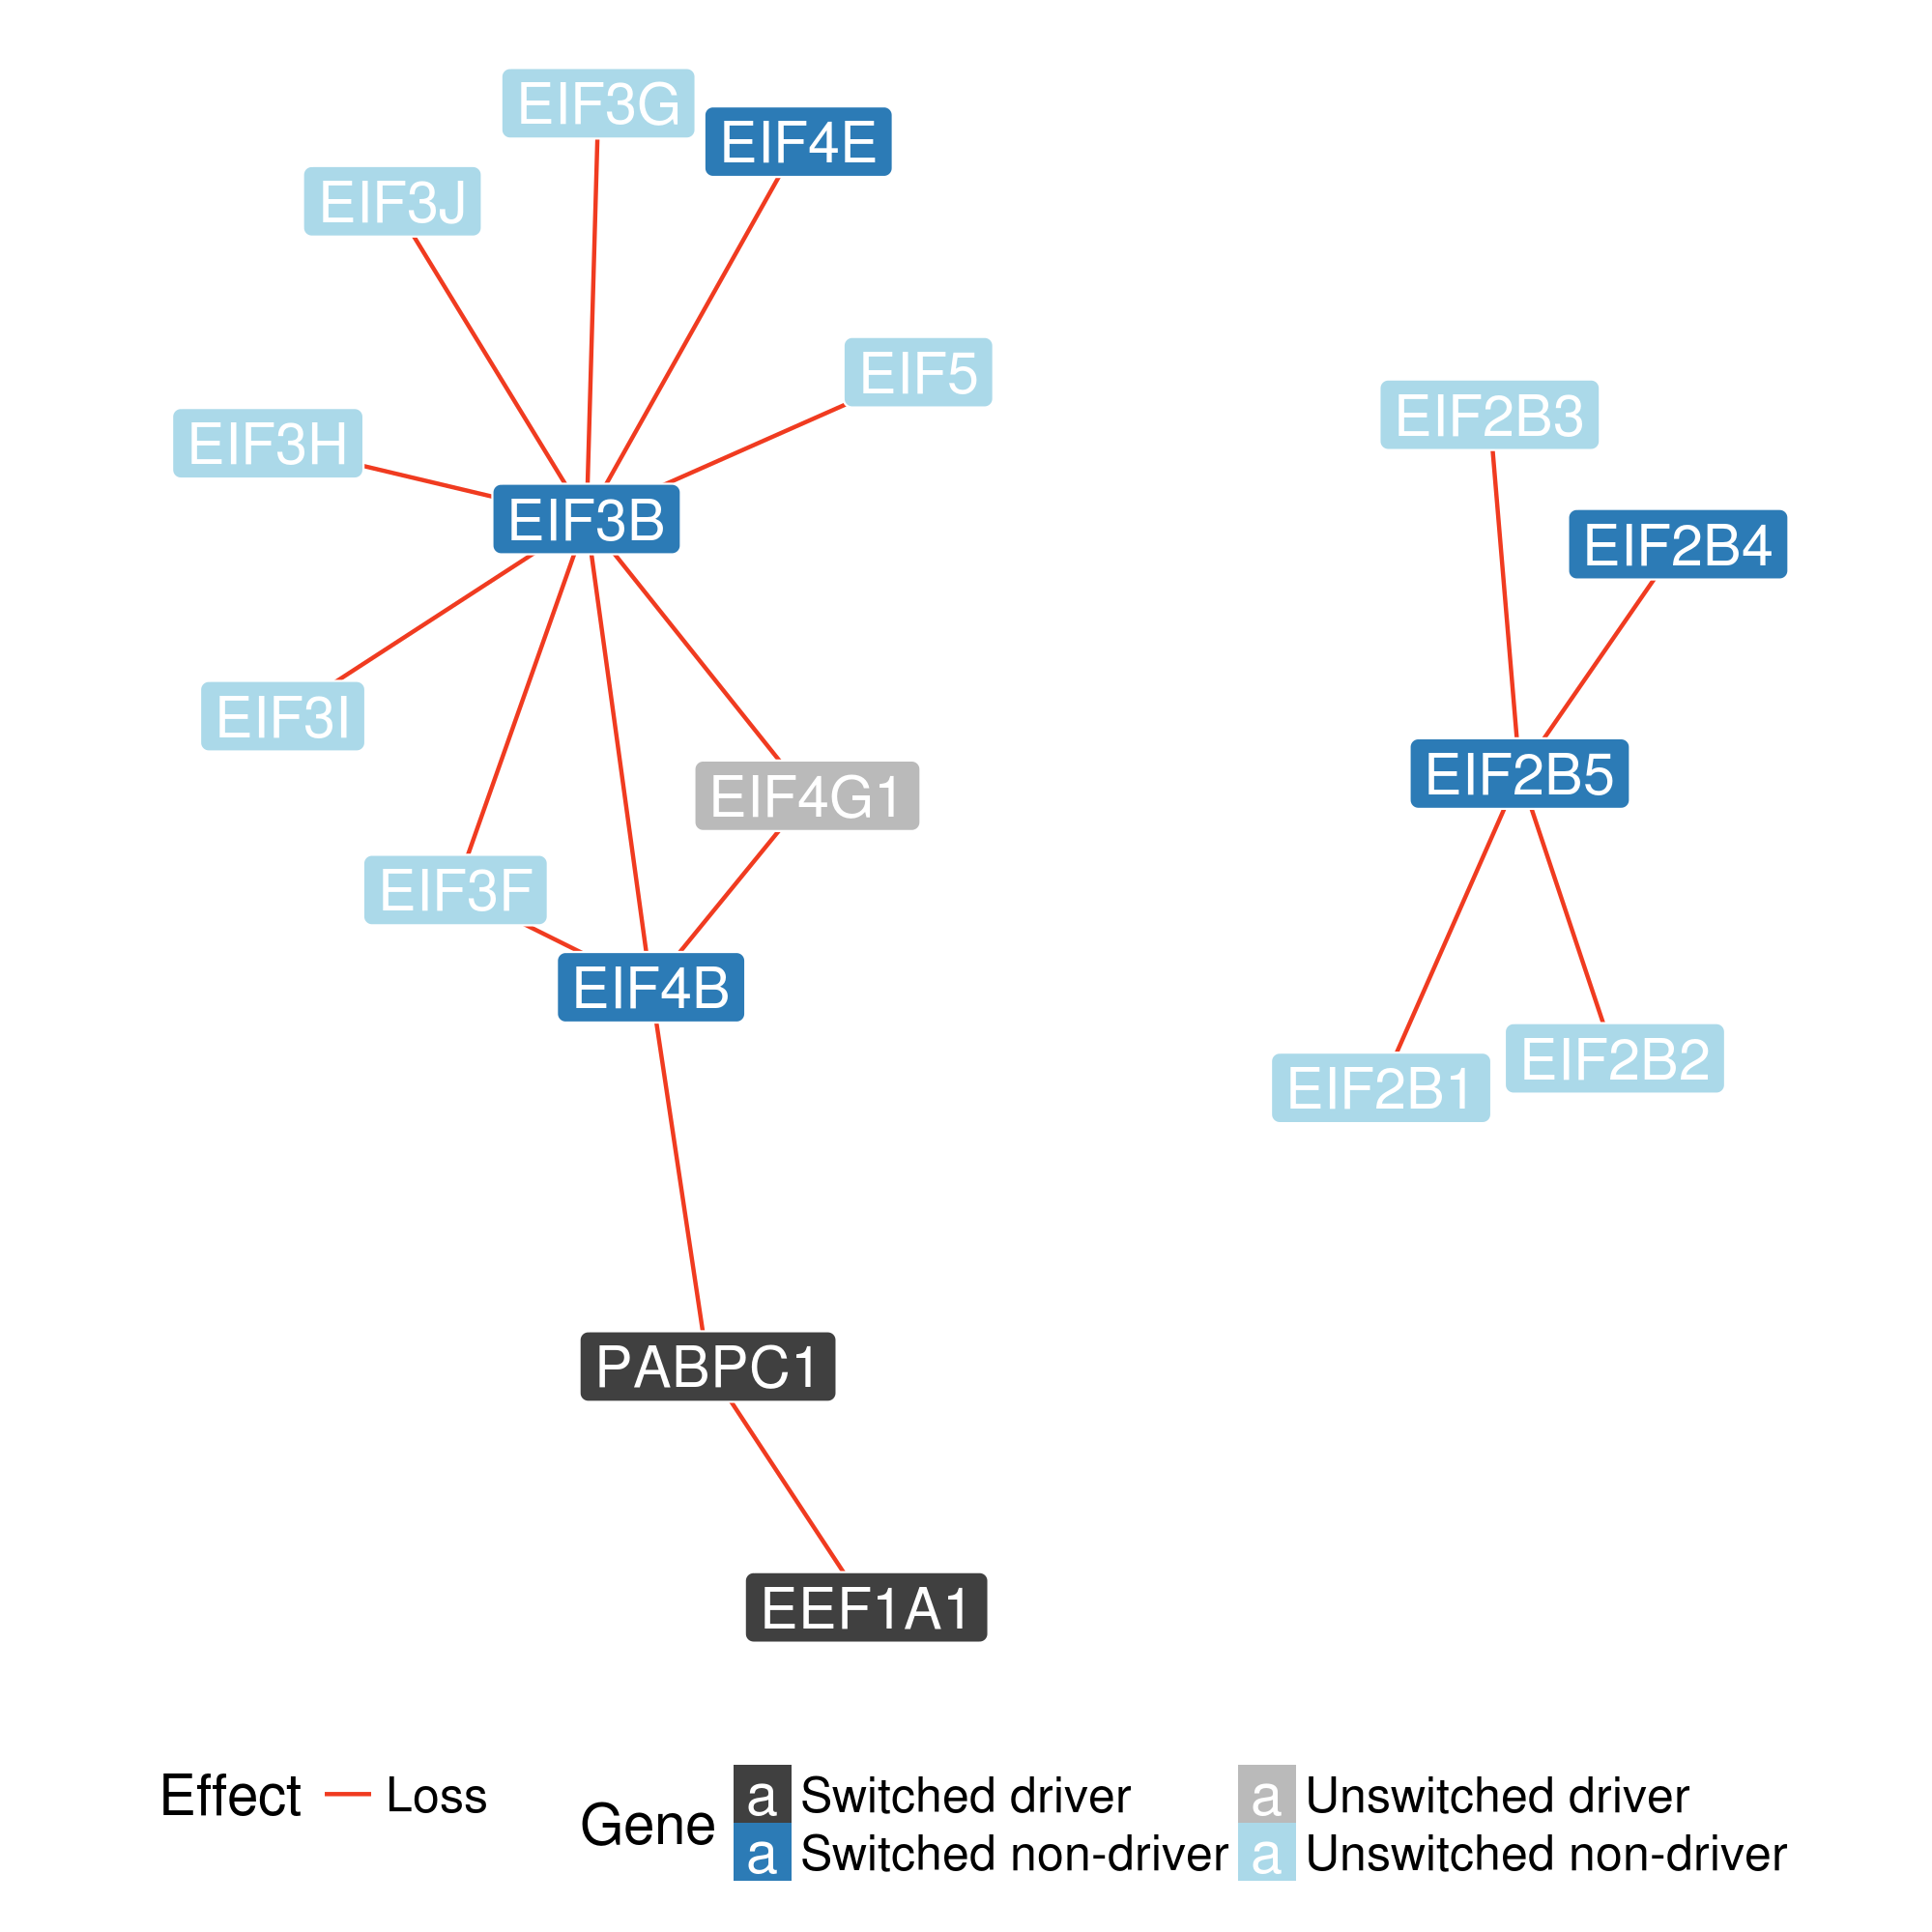 EIF3G
EIF4E
EIF3J
EIF5
EIF2B3
EIF3H
EIF3B
EIF2B4
EIF3I
EIF2B5
EIF4G1
EIF3F
EIF4B
EIF2B2
EIF2B1
PABPC1
EEF1A1
Effect Loss
Gene
a Switched driver
a Unswitched driver
a Switched non-driver
a Unswitched non-driver